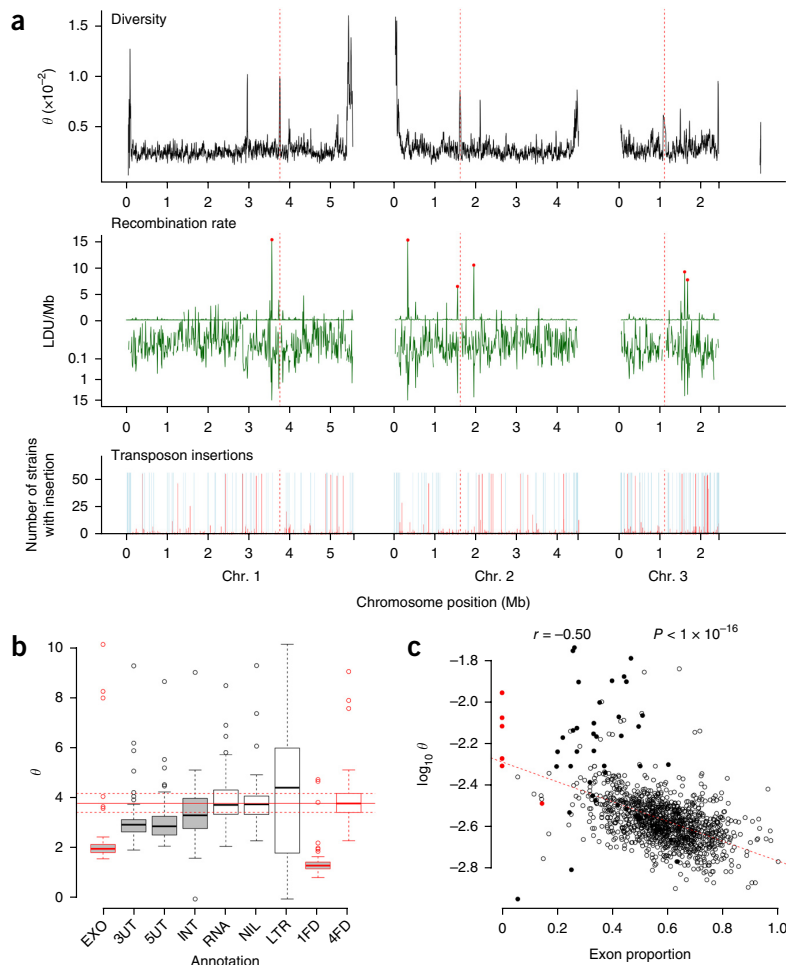 a
Diversity
1.5
1.0
0.5
θ (×10⁻²)
0 1 2 3 4 5 0 1 2 3 4 0 1 2
Recombination rate
15
10
5
0
0.1
1
15
LDU/Mb
0 1 2 3 4 5 0 1 2 3 4 0 1 2
Transposon insertions
50
25
0
Number of strains
with insertion
0 1 2 3 4 5 0 1 2 3 4 0 1 2
Chr. 1 Chr. 2 Chr. 3
Chromosome position (Mb)
b
10
8
6
4
2
0
θ
EXO 3UT 5UT INT RNA NIL LTR 1FD 4FD
Annotation
c
r = −0.50 P < 1 × 10⁻¹⁶
−1.8
−2.0
−2.2
−2.4
−2.6
−2.8
log₁₀ θ
0 0.2 0.4 0.6 0.8 1.0
Exon proportion